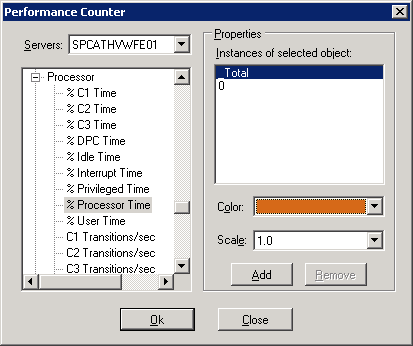 Performance Counter
Servers: SPCATHVWFE01
Processor
% C1 Time
% C2 Time
% C3 Time
% DPC Time
% Idle Time
% Interrupt Time
% Privileged Time
% Processor Time
% User Time
C1 Transitions/sec
C2 Transitions/sec
C3 Transitions/sec
Properties
Instances of selected object:
_Total
0
Color:
Scale: 1.0
Add Remove
Ok Close